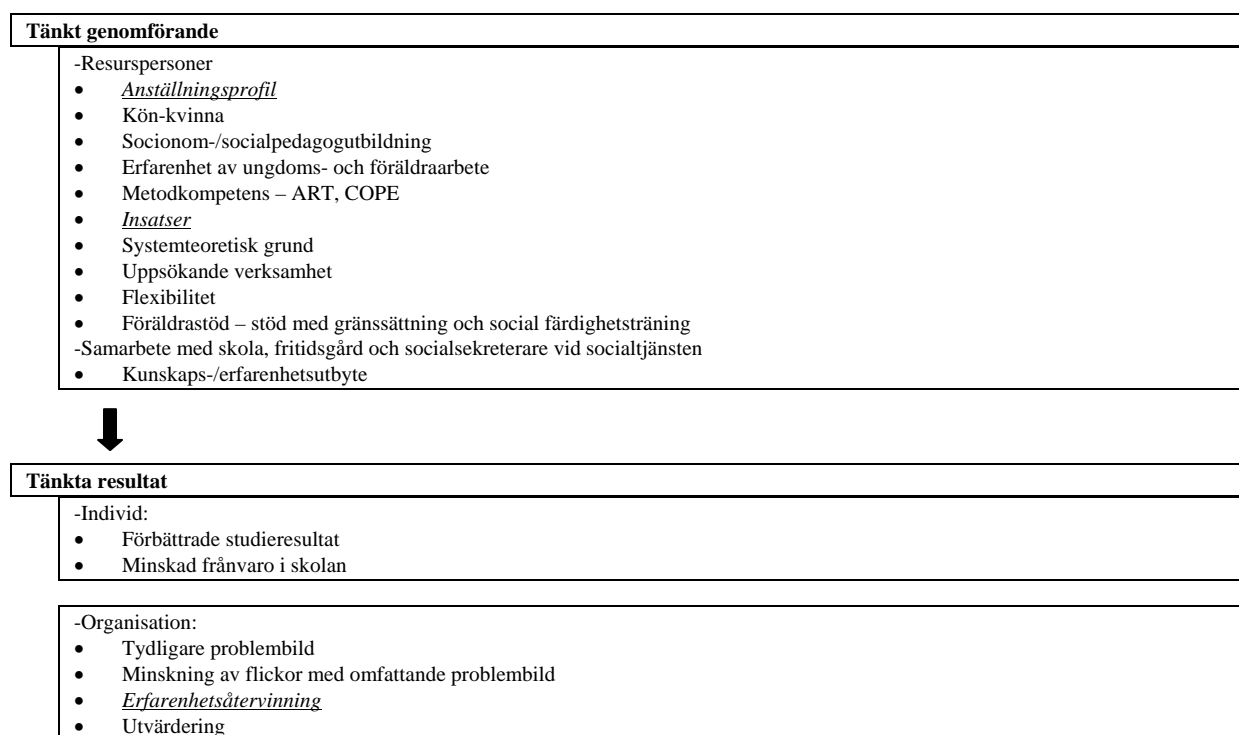 Tänkt genomförande
-Resurspersoner
• Anställningsprofil
• Kön-kvinna
• Socionom-/socialpedagogutbildning
• Erfarenhet av ungdoms- och föräldraarbete
• Metodkompetens – ART, COPE
• Insatser
• Systemteoretisk grund
• Uppsökande verksamhet
• Flexibilitet
• Föräldrastöd – stöd med gränssättning och social färdighetsträning
-Samarbete med skola, fritidsgård och socialsekreterare vid socialtjänsten
• Kunskaps-/erfarenhetsutbyte
Tänkta resultat
-Individ:
• Förbättrade studieresultat
• Minskad frånvaro i skolan
-Organisation:
• Tydligare problembild
• Minskning av flickor med omfattande problembild
• Erfarenhetsåtervinning
• Utvärdering